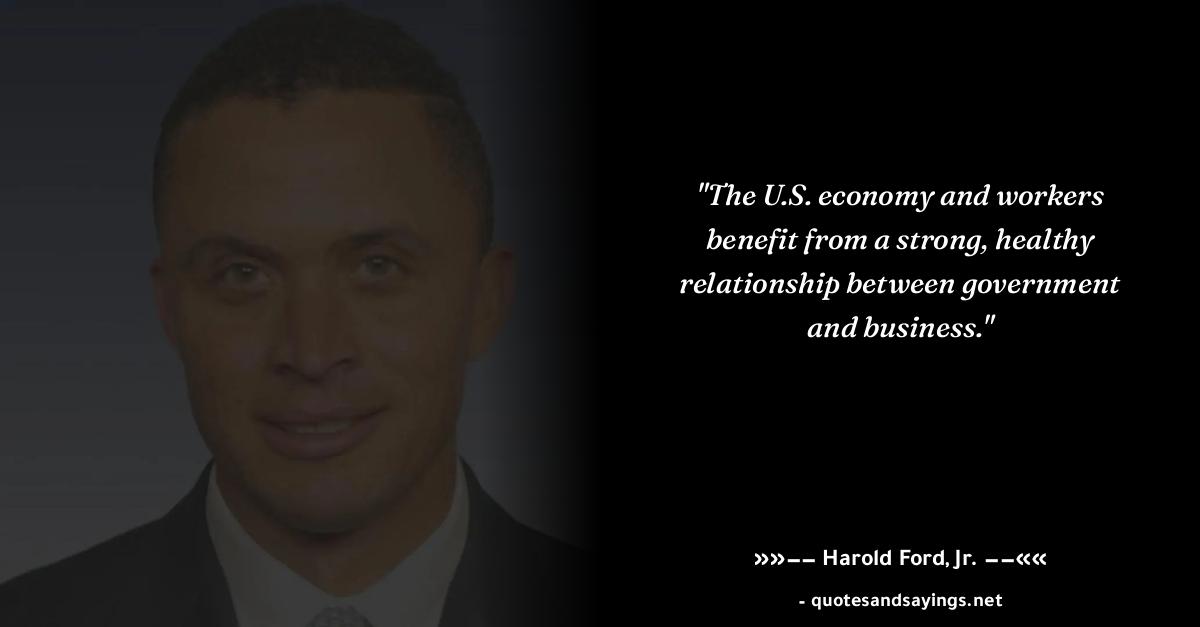 "The U.S. economy and workers
benefit from a strong, healthy
relationship between government
and business."
»»−− Harold Ford, Jr. −−««
- quotesandsayings.net